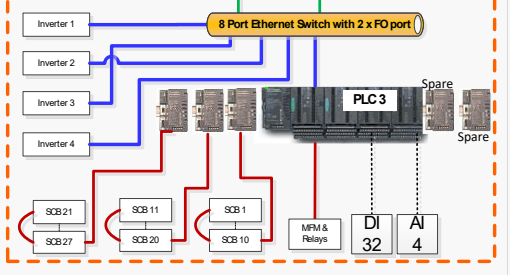 8 Port Ethernet Switch with 2 x FO port
Inverter 1
Inverter 2
Inverter 3
Inverter 4
PLC 3
Spare
Spare
SCB 21
SCB 27
SCB 11
SCB 20
SCB 1
SCB 10
MFM &
Relays
DI
32
AI
4